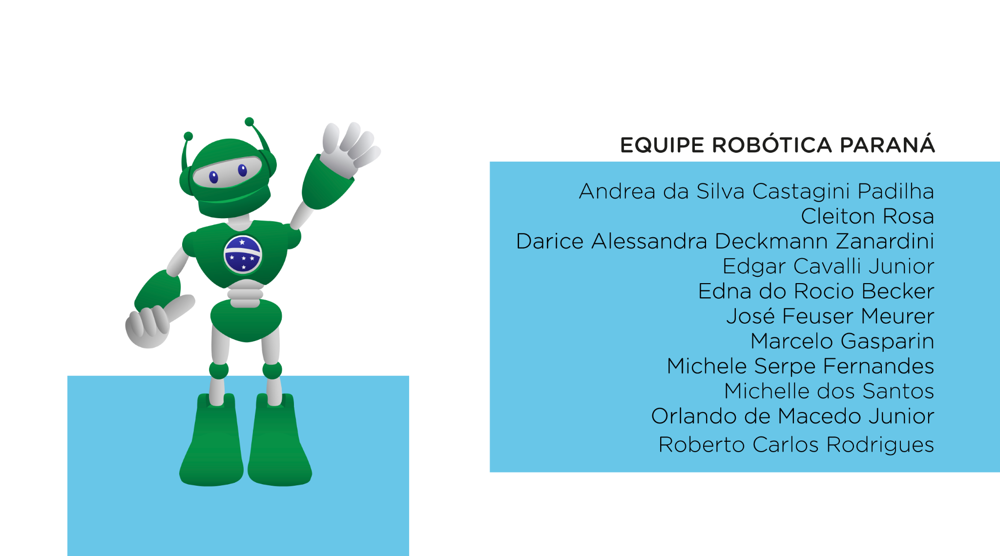 EQUIPE ROBÓTICA PARANÁ
Andrea da Silva Castagini Padilha
Cleiton Rosa
Darice Alessandra Deckmann Zanardini
Edgar Cavalli Junior
Edna do Rocio Becker
José Feuser Meurer
Marcelo Gasparin
Michele Serpe Fernandes
Michelle dos Santos
Orlando de Macedo Junior
Roberto Carlos Rodrigues